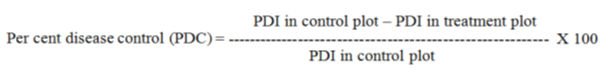 PDI in control plot – PDI in treatment plot
Per cent disease control (PDC) = ------------------------------------------------------- X 100
PDI in control plot